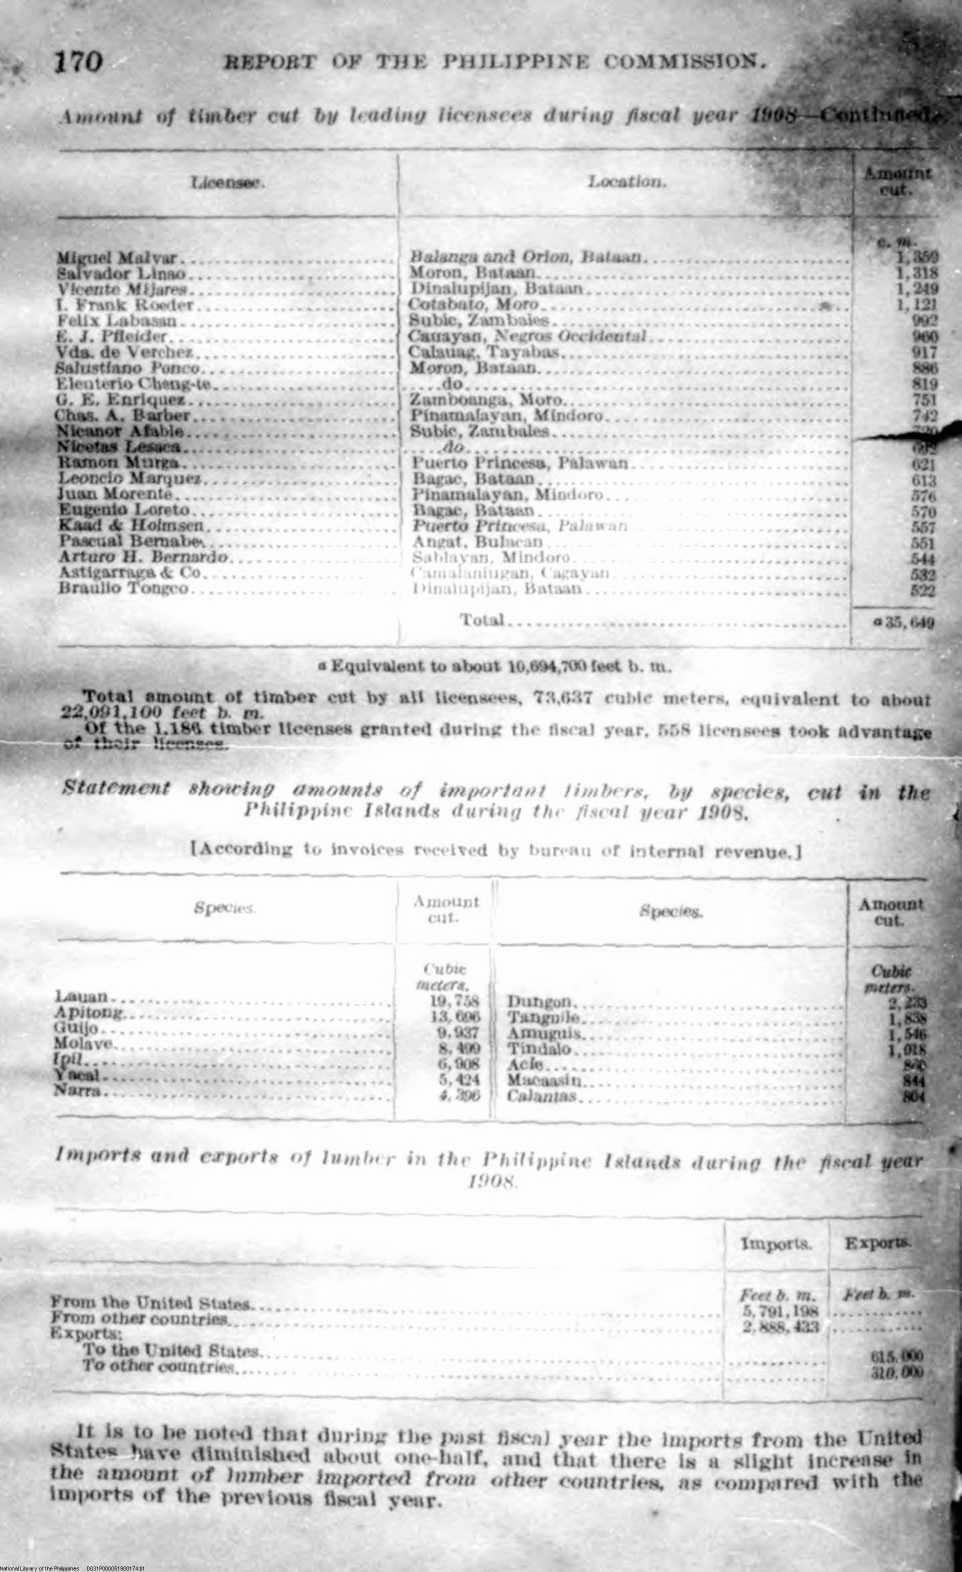 170 REPORT OF THE PHILIPPINE COMMISSION.
Amount of timber cut by leading licensees during fiscal year 1908—Continued.
Licensee. Location. Amount cut.
c. m.
Miguel Malvar Balanga and Orion, Bataan 1,359
Salvador Linao Moron, Bataan 1,318
Vicente Mijares Dinalupijan, Bataan 1,249
I. Frank Roeder Cotabato, Moro 1,121
Felix Labasan Subic, Zambales 992
E. J. Pfleider Cauayan, Negros Occidental 960
Vda. de Verchez Calauag, Tayabas 917
Salustiano Ponco Moron, Bataan 886
Eleuterio Cheng-te do 819
G. E. Enriquez Zamboanga, Moro 751
Chas. A. Barber Pinamalayan, Mindoro 742
Nicanor Afable Subic, Zambales
Nicetas Lesaca do
Ramon Murga Puerto Princesa, Palawan 621
Leoncio Marquez Bagac, Bataan 613
Juan Morente Pinamalayan, Mindoro 576
Eugenio Loreto Bagac, Bataan 570
Kaad & Holmsen Puerto Princesa, Palawan 557
Pascual Bernabe Angat, Bulacan 551
Arturo H. Bernardo Sablayan, Mindoro 544
Astigarraga & Co Camalaniugan, Cagayan 532
Braulio Tongco Dinalupijan, Bataan 522
Total a 35,649
a Equivalent to about 10,694,700 feet b. m.
Total amount of timber cut by all licensees, 73,637 cubic meters, equivalent to about
22,091,100 feet b. m.
Of the 1,186 timber licenses granted during the fiscal year, 558 licensees took advantage
of their licenses.
Statement showing amounts of important timbers, by species, cut in the
Philippine Islands during the fiscal year 1908.
[According to invoices received by bureau of internal revenue.]
Species. Amount cut. Species. Amount cut.
Cubic meters. Cubic meters.
Lauan 19,758 Dungon 2,233
Apitong 13,696 Tanguile 1,838
Guijo 9,937 Amuguis 1,546
Molave 8,499 Tindalo 1,018
Ipil 6,908 Acle 860
Yacal 5,424 Macaasin 844
Narra 4,396 Calantas 804
Imports and exports of lumber in the Philippine Islands during the fiscal year
1908.
Imports. Exports.
Feet b. m. Feet b. m.
From the United States 5,791,198
From other countries 2,888,433
Exports:
To the United States 615,000
To other countries 310,000
It is to be noted that during the past fiscal year the imports from the United
States have diminished about one-half, and that there is a slight increase in
the amount of lumber imported from other countries, as compared with the
imports of the previous fiscal year.
National Library of the Philippines